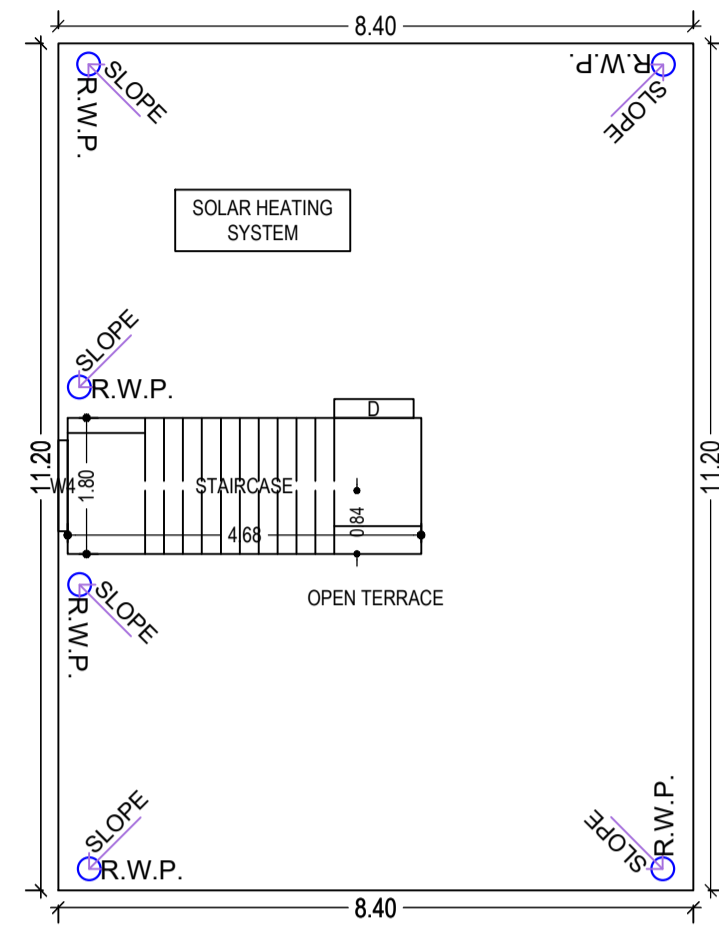 8.40
SLOPE
R.W.P.
R.W.P.
SLOPE
SOLAR HEATING
SYSTEM
SLOPE
R.W.P.
D
11.20
11.20
W4
1.80
STAIRCASE
0.84
4.68
SLOPE
R.W.P.
OPEN TERRACE
SLOPE
R.W.P.
R.W.P.
SLOPE
8.40